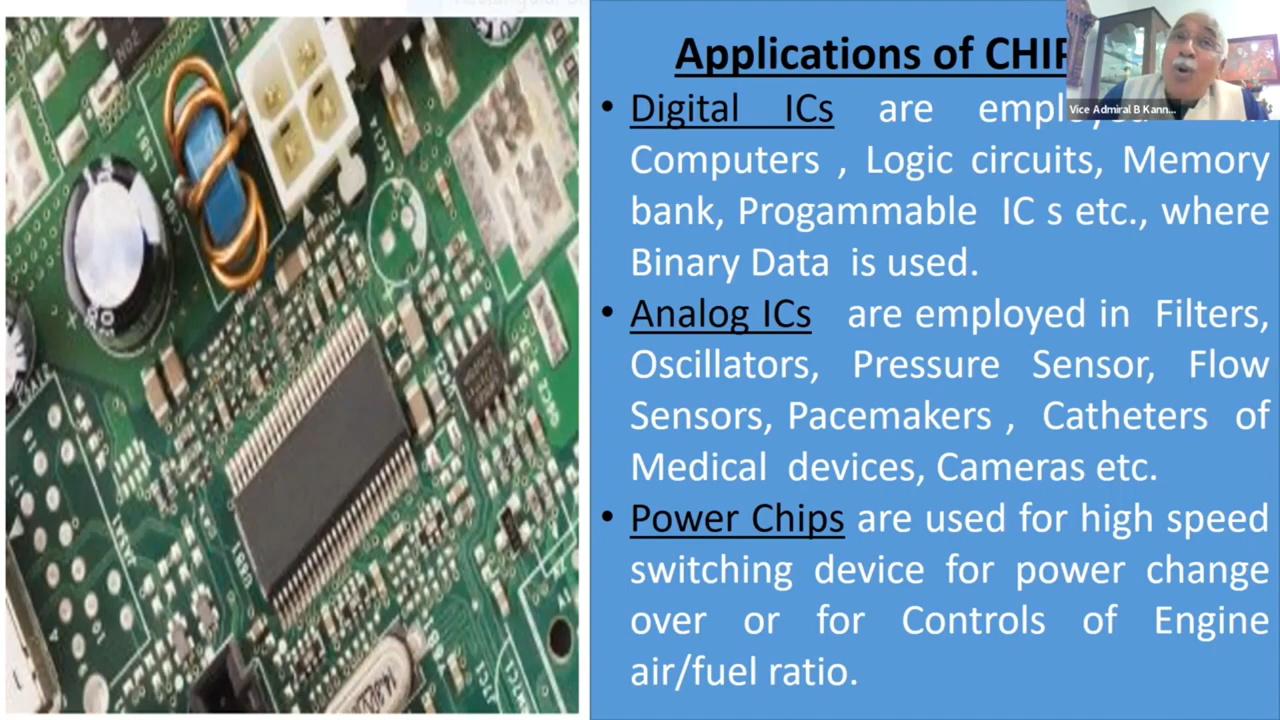 Applications of CHIP
Vice Admiral B Kann...
• Digital ICs are employed
Computers , Logic circuits, Memory
bank, Progammable IC s etc., where
Binary Data is used.
• Analog ICs are employed in Filters,
Oscillators, Pressure Sensor, Flow
Sensors, Pacemakers , Catheters of
Medical devices, Cameras etc.
• Power Chips are used for high speed
switching device for power change
over or for Controls of Engine
air/fuel ratio.